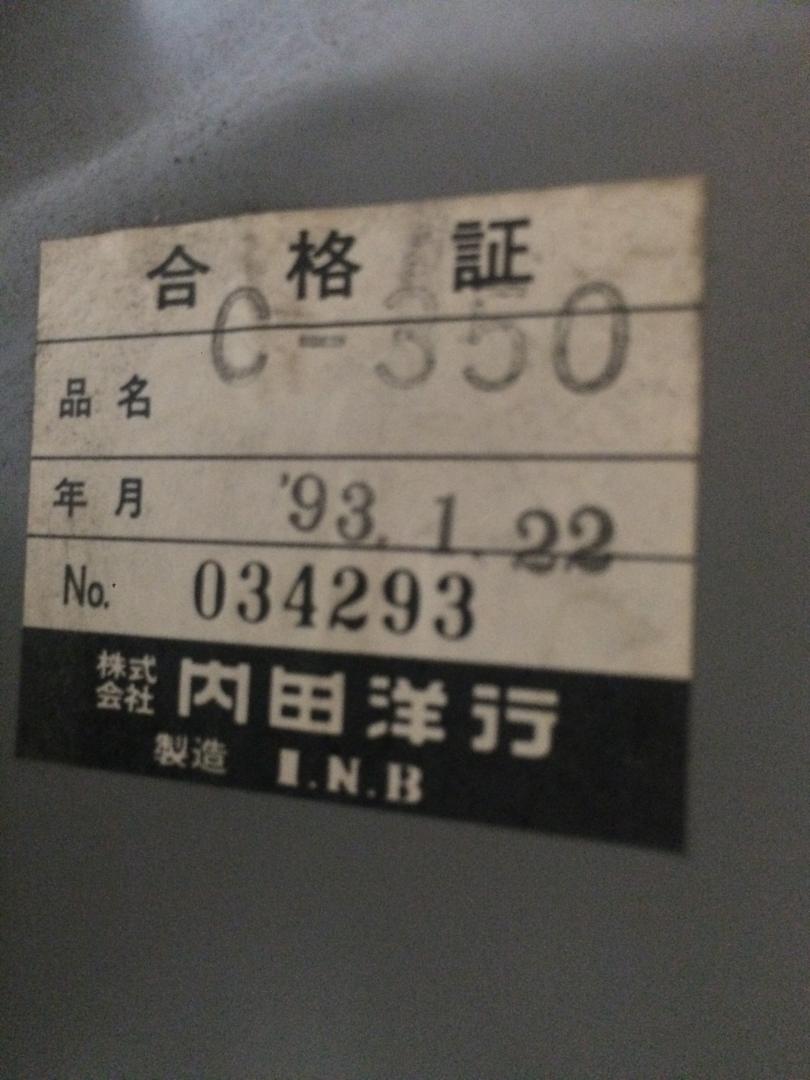 合格証
品名 C-350
年月 '93.1.22
No. 034293
株式会社 内田洋行
製造 I.N.B